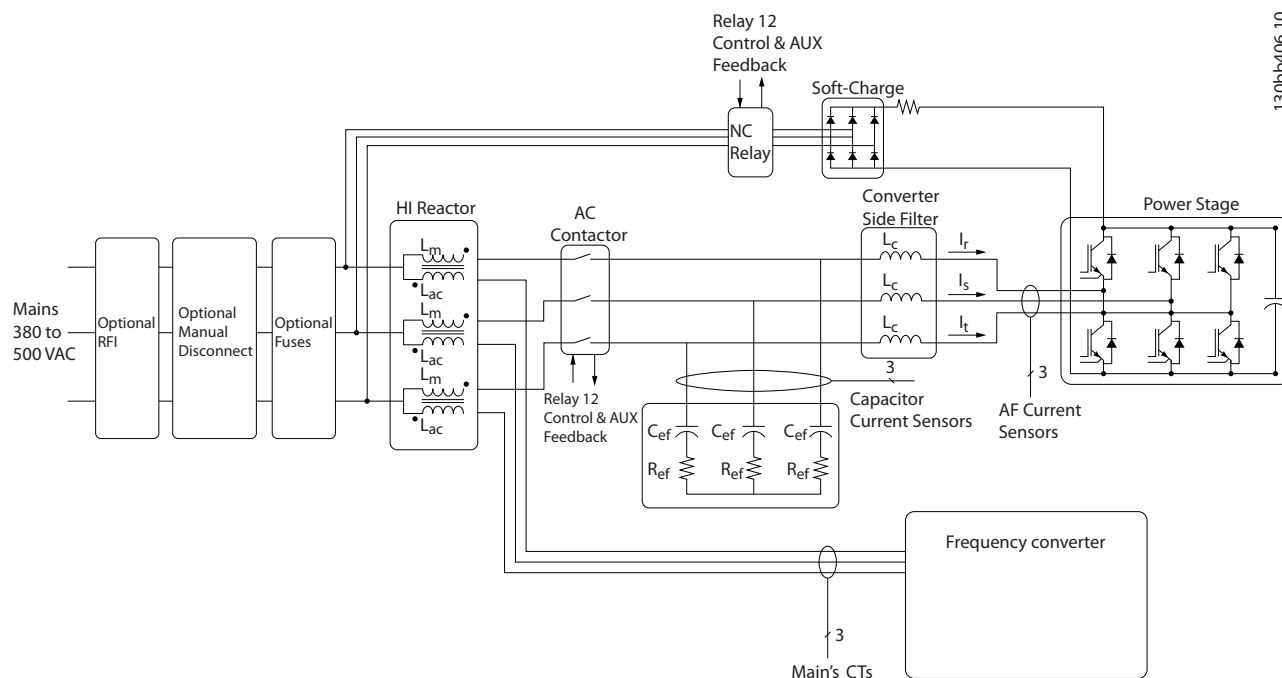 Relay 12
Control & AUX
Feedback
130bb406.10
Soft-Charge
NC
Relay
HI Reactor
AC
Contactor
Converter
Side Filter
Power Stage
Lm
Lac
Lm
Lac
Lm
Lac
Lc
Lc
Lc
Ir
Is
It
Mains
380 to
500 VAC
Optional
RFI
Optional
Manual
Disconnect
Optional
Fuses
Relay 12
Control & AUX
Feedback
3
Capacitor
Current Sensors
3
AF Current
Sensors
Cef
Cef
Cef
Ref
Ref
Ref
Frequency converter
3
Main's CTs